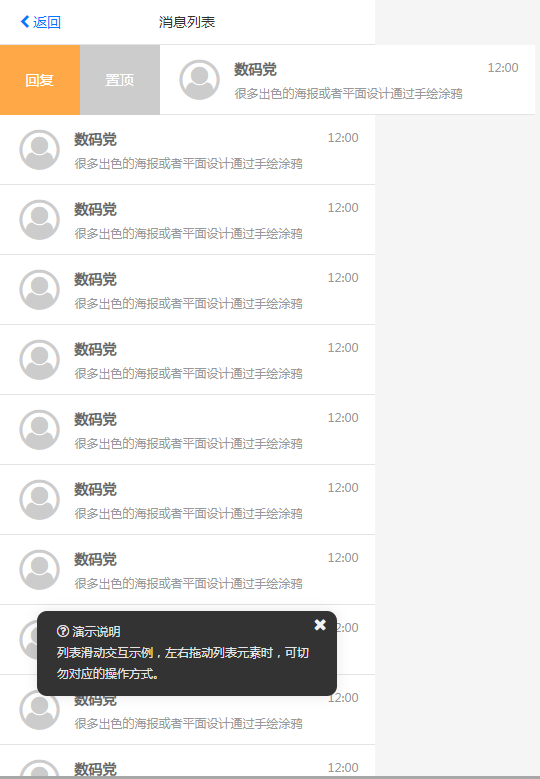 返回
消息列表
回复
置顶
数码党
12:00
很多出色的海报或者平面设计通过手绘涂鸦
数码党
12:00
很多出色的海报或者平面设计通过手绘涂鸦
数码党
12:00
很多出色的海报或者平面设计通过手绘涂鸦
数码党
12:00
很多出色的海报或者平面设计通过手绘涂鸦
数码党
12:00
很多出色的海报或者平面设计通过手绘涂鸦
数码党
12:00
很多出色的海报或者平面设计通过手绘涂鸦
数码党
12:00
很多出色的海报或者平面设计通过手绘涂鸦
数码党
12:00
很多出色的海报或者平面设计通过手绘涂鸦
:00
演示说明
列表滑动交互示例，左右拖动列表元素时，可切
勿对应的操作方式。
数码党
12:00
很多出色的海报或者平面设计通过手绘涂鸦
数码党
12:00